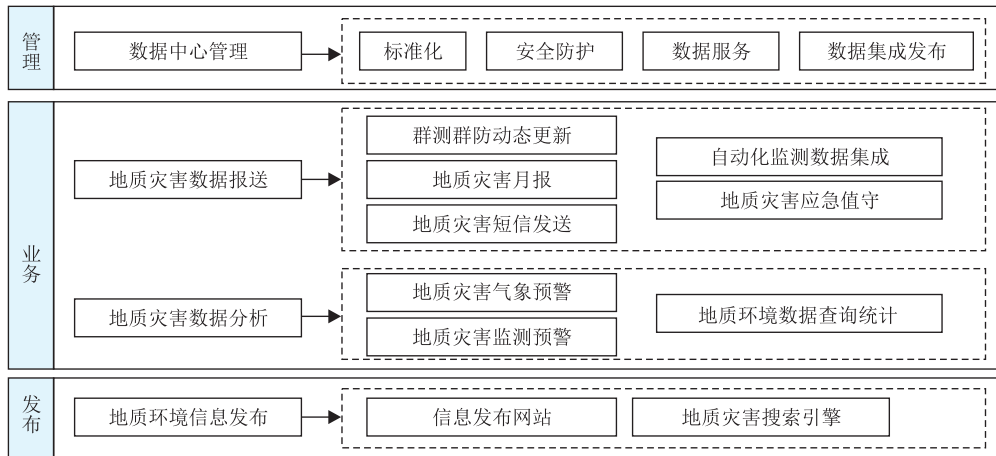 管理
数据中心管理
标准化
安全防护
数据服务
数据集成发布
业务
地质灾害数据报送
群测群防动态更新
地质灾害月报
地质灾害短信发送
自动化监测数据集成
地质灾害应急值守
地质灾害数据分析
地质灾害气象预警
地质灾害监测预警
地质环境数据查询统计
发布
地质环境信息发布
信息发布网站
地质灾害搜索引擎